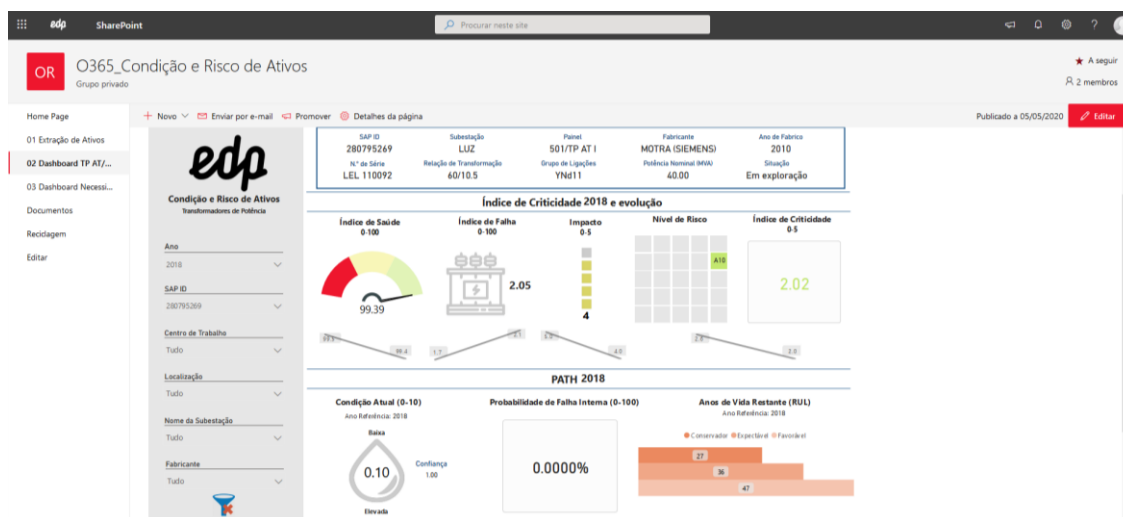 edp SharePoint Procurar neste site ?
OR
O365_Condição e Risco de Ativos
Grupo privado
A seguir
2 membros
Home Page
01 Extração de Ativos
02 Dashboard TP AT/...
03 Dashboard Necessi...
Documentos
Reciclagem
Editar
Novo Enviar por e-mail Promover Detalhes da página Publicado a 05/05/2020 Editar
edp
Condição e Risco de Ativos
Transformadores de Potência
Ano
2018
SAP ID
280795269
Centro de Trabalho
Tudo
Localização
Tudo
Nome da Subestação
Tudo
Fabricante
Tudo
SAP ID Subestação Painel Fabricante Ano de Fabrico
280795269 LUZ 501/TP AT I MOTRA (SIEMENS) 2010
N.º de Série Relação de Transformação Grupo de Ligações Potência Nominal (MVA) Situação
LEL 110092 60/10.5 YNd11 40.00 Em exploração
Índice de Criticidade 2018 e evolução
Índice de Saúde Índice de Falha Impacto Nível de Risco Índice de Criticidade
0-100 0-100 0-5 0-5
99.39
2.05
4
A10
2.02
99.4 1.7 4.0 2.0
PATH 2018
Condição Atual (0-10) Probabilidade de Falha Interna (0-100) Anos de Vida Restante (RUL)
Ano Referência: 2018 Ano Referência: 2018
Baixa
0.10
Elevada
Confiança
1.00
0.0000%
Conservador Expectável Favorável
27
36
47